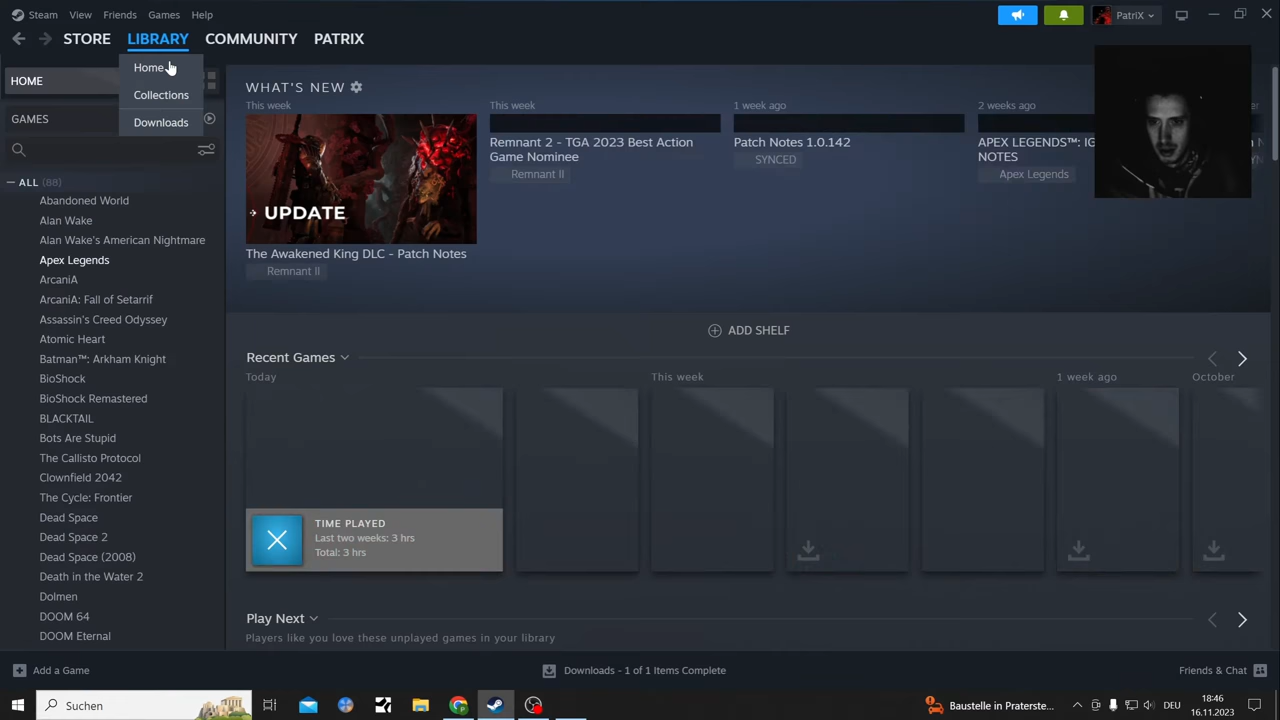 Steam View Friends Games Help
PatriX
STORE LIBRARY COMMUNITY PATRIX
Home
Collections
Downloads
HOME
GAMES
ALL (88)
Abandoned World
Alan Wake
Alan Wake's American Nightmare
Apex Legends
ArcaniA
ArcaniA: Fall of Setarrif
Assassin's Creed Odyssey
Atomic Heart
Batman™: Arkham Knight
BioShock
BioShock Remastered
BLACKTAIL
Bots Are Stupid
The Callisto Protocol
Clownfield 2042
The Cycle: Frontier
Dead Space
Dead Space 2
Dead Space (2008)
Death in the Water 2
Dolmen
DOOM 64
DOOM Eternal
WHAT'S NEW
This week
UPDATE
The Awakened King DLC - Patch Notes
Remnant II
This week
Remnant 2 - TGA 2023 Best Action
Game Nominee
Remnant II
1 week ago
Patch Notes 1.0.142
SYNCED
2 weeks ago
APEX LEGENDS™: IG
NOTES
Apex Legends
ADD SHELF
Recent Games
Today
This week
1 week ago
October
TIME PLAYED
Last two weeks: 3 hrs
Total: 3 hrs
Play Next
Players like you love these unplayed games in your library
Add a Game
Downloads - 1 of 1 Items Complete
Friends & Chat
Suchen
Baustelle in Praterste...
DEU
18:46
16.11.2023